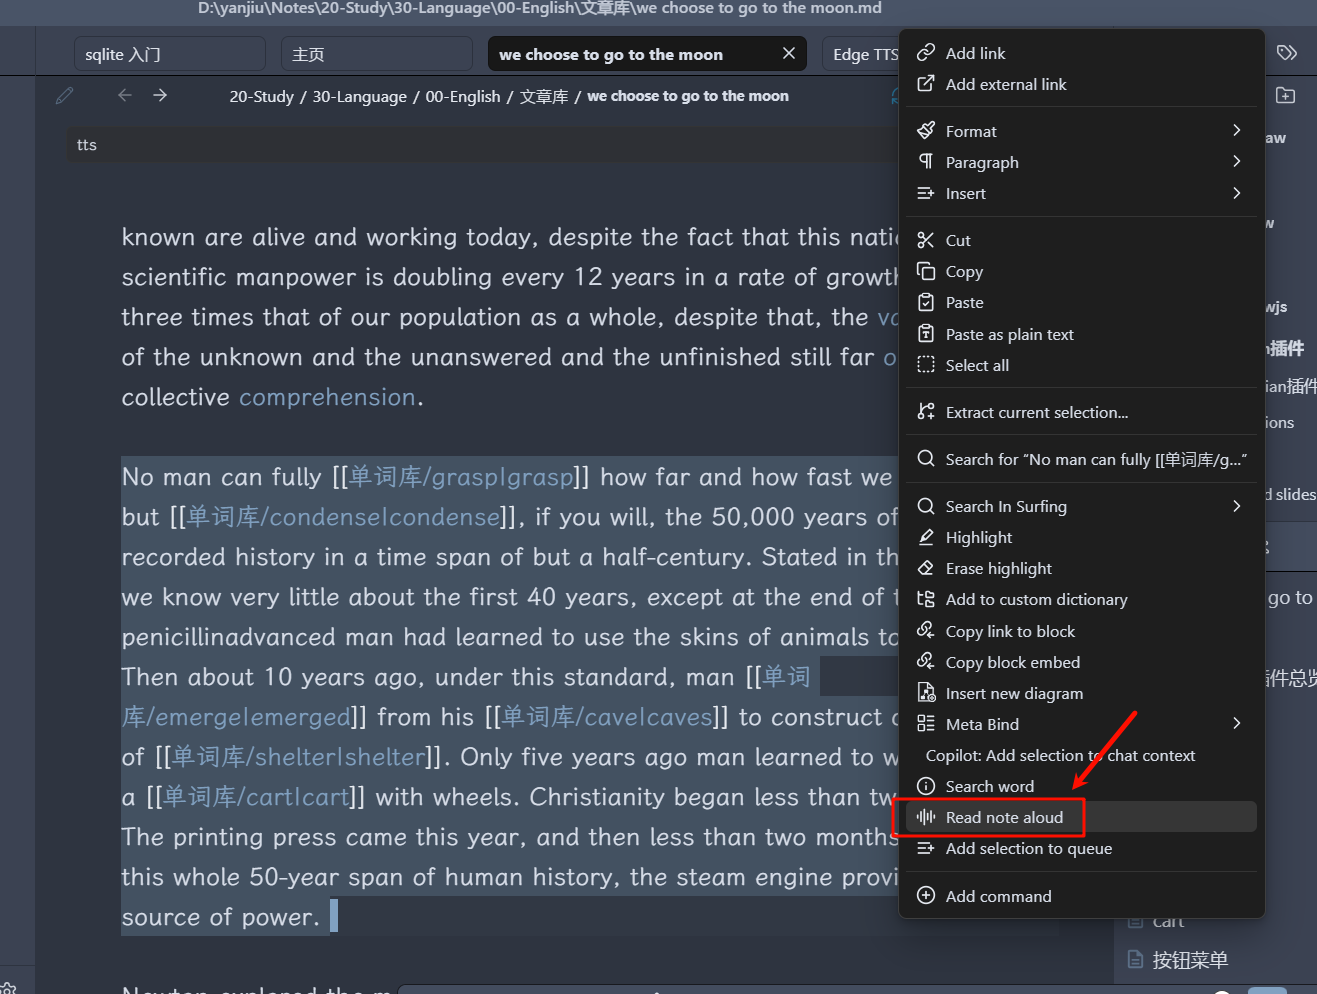 D:\yanjiu\Notes\20-Study\30-Language\00-English\文章库\we choose to go to the moon.md
sqlite 入门
主页
we choose to go to the moon
Edge TTS
20-Study / 30-Language / 00-English / 文章库 / we choose to go to the moon
tts
known are alive and working today, despite the fact that this nati
scientific manpower is doubling every 12 years in a rate of growth
three times that of our population as a whole, despite that, the va
of the unknown and the unanswered and the unfinished still far o
collective comprehension.
No man can fully [[单词库/grasp|grasp]] how far and how fast we
but [[单词库/condense|condense]], if you will, the 50,000 years of
recorded history in a time span of but a half-century. Stated in th
we know very little about the first 40 years, except at the end of t
penicillinadvanced man had learned to use the skins of animals to
Then about 10 years ago, under this standard, man [[单词
库/emerge|emerged]] from his [[单词库/cave|caves]] to construct o
of [[单词库/shelter|shelter]]. Only five years ago man learned to w
a [[单词库/cart|cart]] with wheels. Christianity began less than tw
The printing press came this year, and then less than two months
this whole 50-year span of human history, the steam engine provi
source of power.
Newton explored the m
Add link
Add external link
Format
Paragraph
Insert
Cut
Copy
Paste
Paste as plain text
Select all
Extract current selection...
Search for “No man can fully [[单词库/g...”
Search In Surfing
Highlight
Erase highlight
Add to custom dictionary
Copy link to block
Copy block embed
Insert new diagram
Meta Bind
Copilot: Add selection to chat context
Search word
Read note aloud
Add selection to queue
Add command
aw
w
wjs
插件
ian插件
ions
d slides
go to
插件总览
cart
按钮菜单